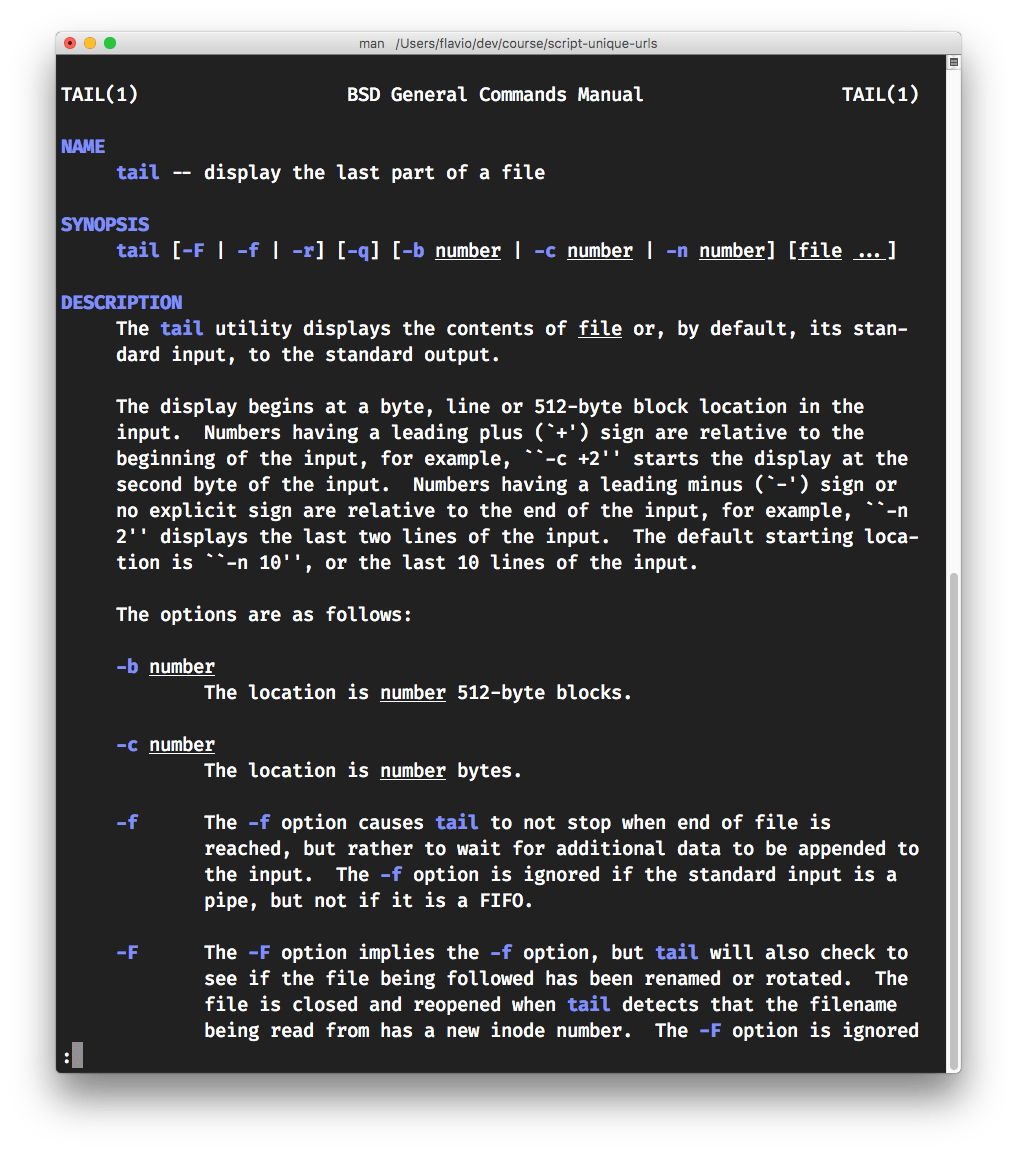 man /Users/flavio/dev/course/script-unique-urls
TAIL(1) BSD General Commands Manual TAIL(1)
NAME
tail -- display the last part of a file
SYNOPSIS
tail [-F | -f | -r] [-q] [-b number | -c number | -n number] [file ...]
DESCRIPTION
The tail utility displays the contents of file or, by default, its stan-
dard input, to the standard output.
The display begins at a byte, line or 512-byte block location in the
input.  Numbers having a leading plus (`+') sign are relative to the
beginning of the input, for example, ``-c +2'' starts the display at the
second byte of the input.  Numbers having a leading minus (`-') sign or
no explicit sign are relative to the end of the input, for example, ``-n
2'' displays the last two lines of the input.  The default starting loca-
tion is ``-n 10'', or the last 10 lines of the input.
The options are as follows:
-b number
The location is number 512-byte blocks.
-c number
The location is number bytes.
-f The -f option causes tail to not stop when end of file is
reached, but rather to wait for additional data to be appended to
the input.  The -f option is ignored if the standard input is a
pipe, but not if it is a FIFO.
-F The -F option implies the -f option, but tail will also check to
see if the file being followed has been renamed or rotated.  The
file is closed and reopened when tail detects that the filename
being read from has a new inode number.  The -F option is ignored
: